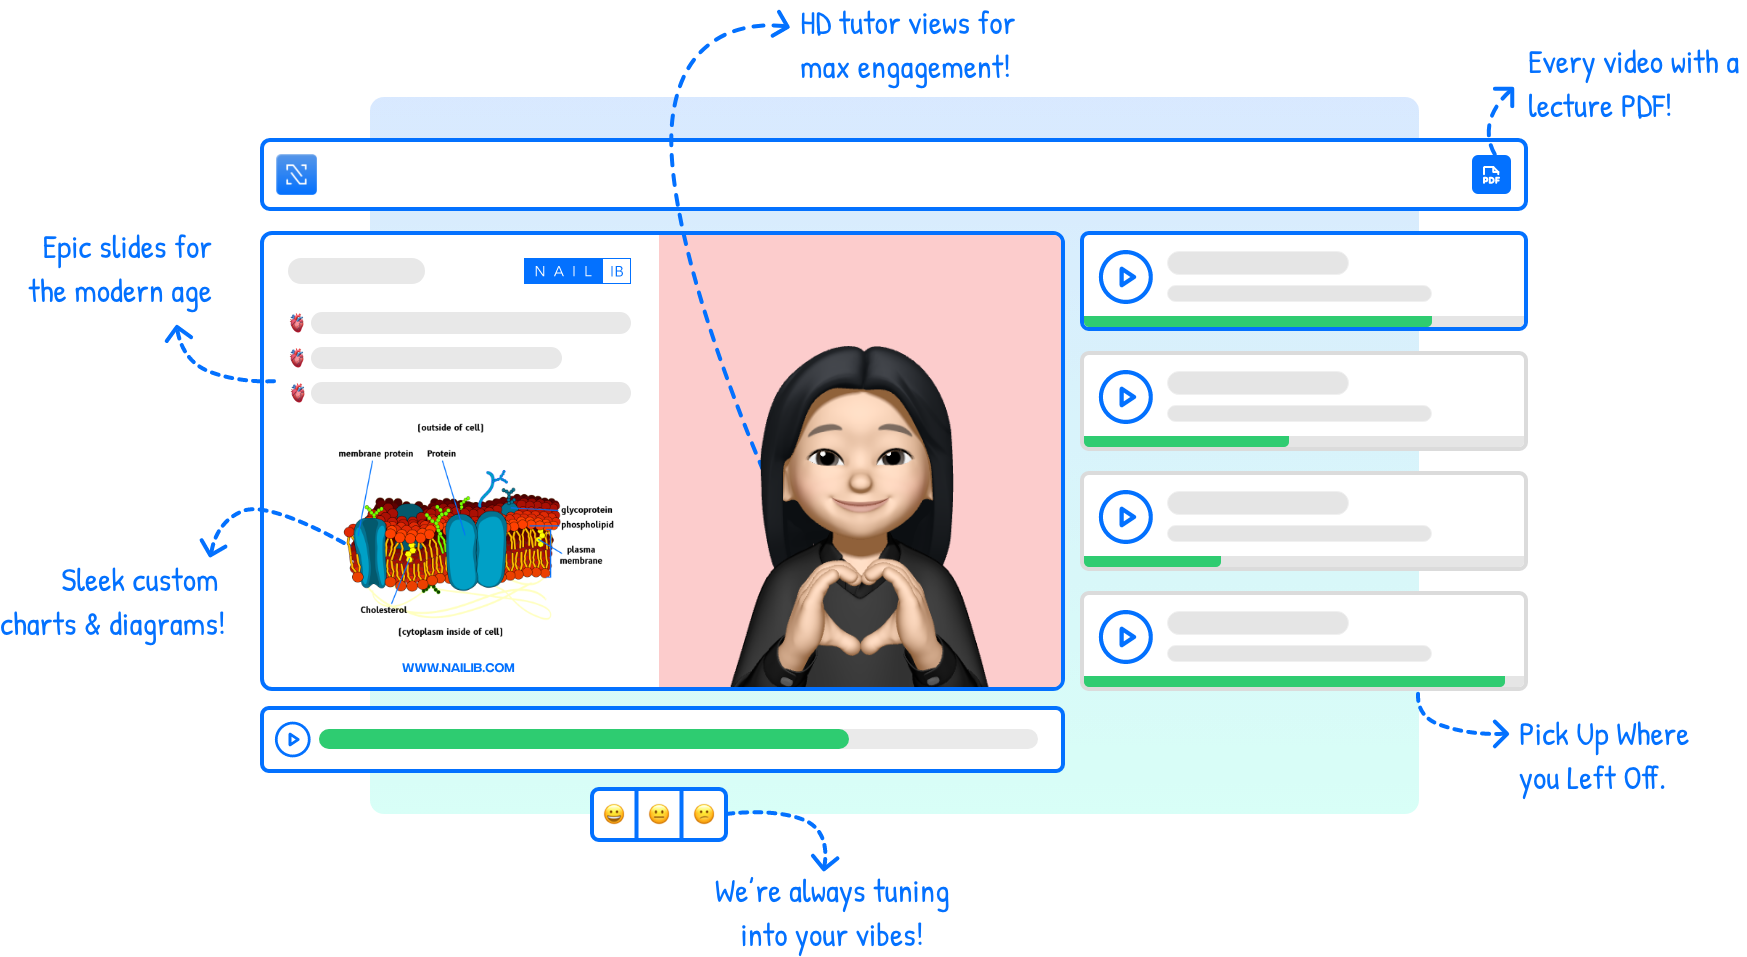 HD tutor views for
max engagement!
Every video with a
lecture PDF!
PDF
Epic slides for
the modern age
NAIL IB
[outside of cell]
membrane protein
Protein
glycoprotein
phospholipid
plasma
membrane
Cholesterol
[cytoplasm inside of cell]
WWW.NAILIB.COM
Sleek custom
charts & diagrams!
Pick Up Where
you Left Off.
We're always tuning
into your vibes!